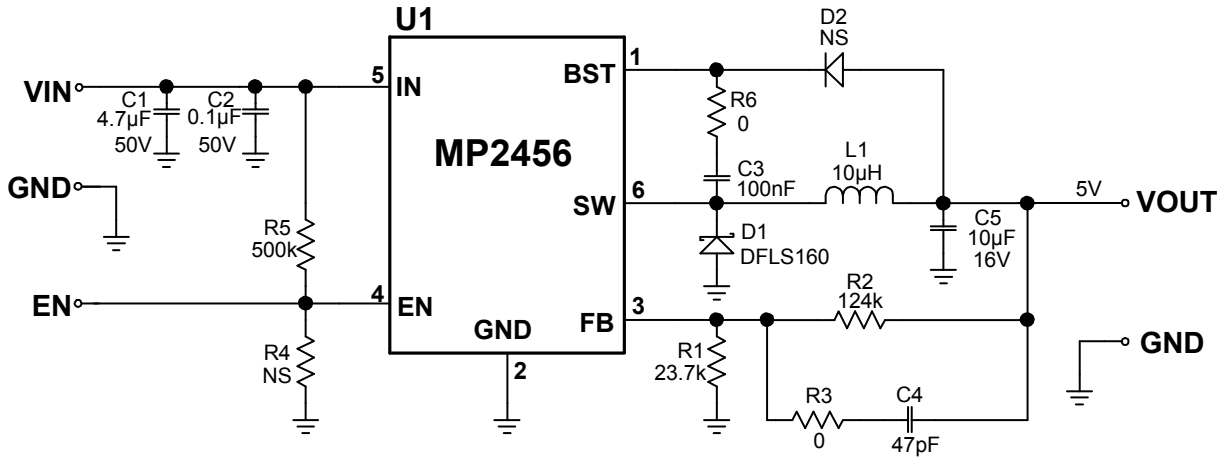 U1
D2
NS
1
BST
5
IN
VIN
C1
4.7µF
50V
C2
0.1µF
50V
R6
0
MP2456
C3
100nF
L1
10µH
6
SW
5V
VOUT
GND
R5
500k
D1
DFLS160
C5
10µF
16V
R2
124k
4
EN
EN
3
FB
GND
2
R4
NS
R1
23.7k
GND
R3
0
C4
47pF